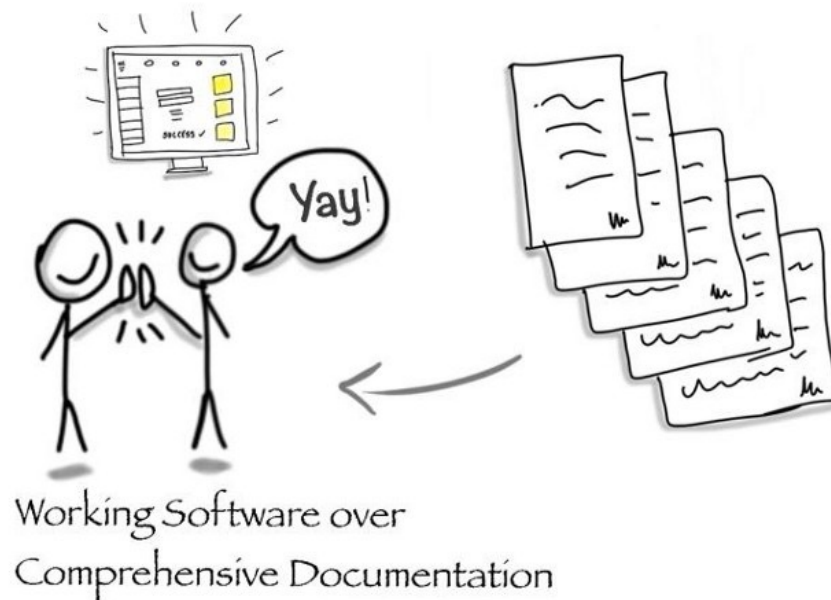 SUCCESS ✓
Yay!
Working Software over
Comprehensive Documentation